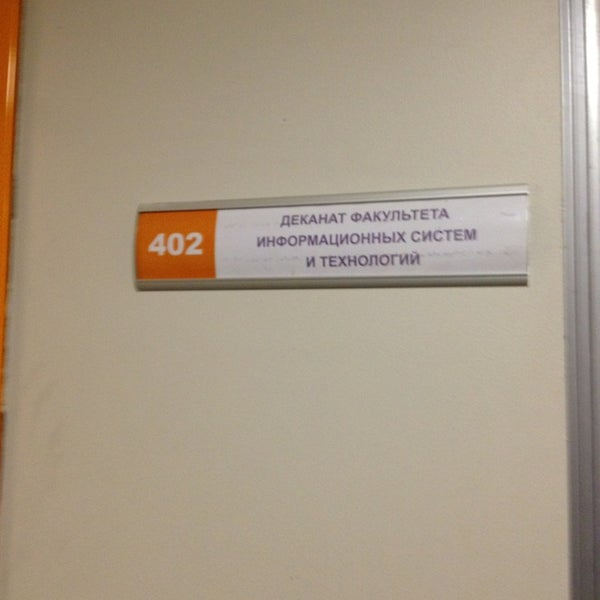 402
ДЕКАНАТ ФАКУЛЬТЕТА
ИНФОРМАЦИОННЫХ СИСТЕМ
И ТЕХНОЛОГИЙ